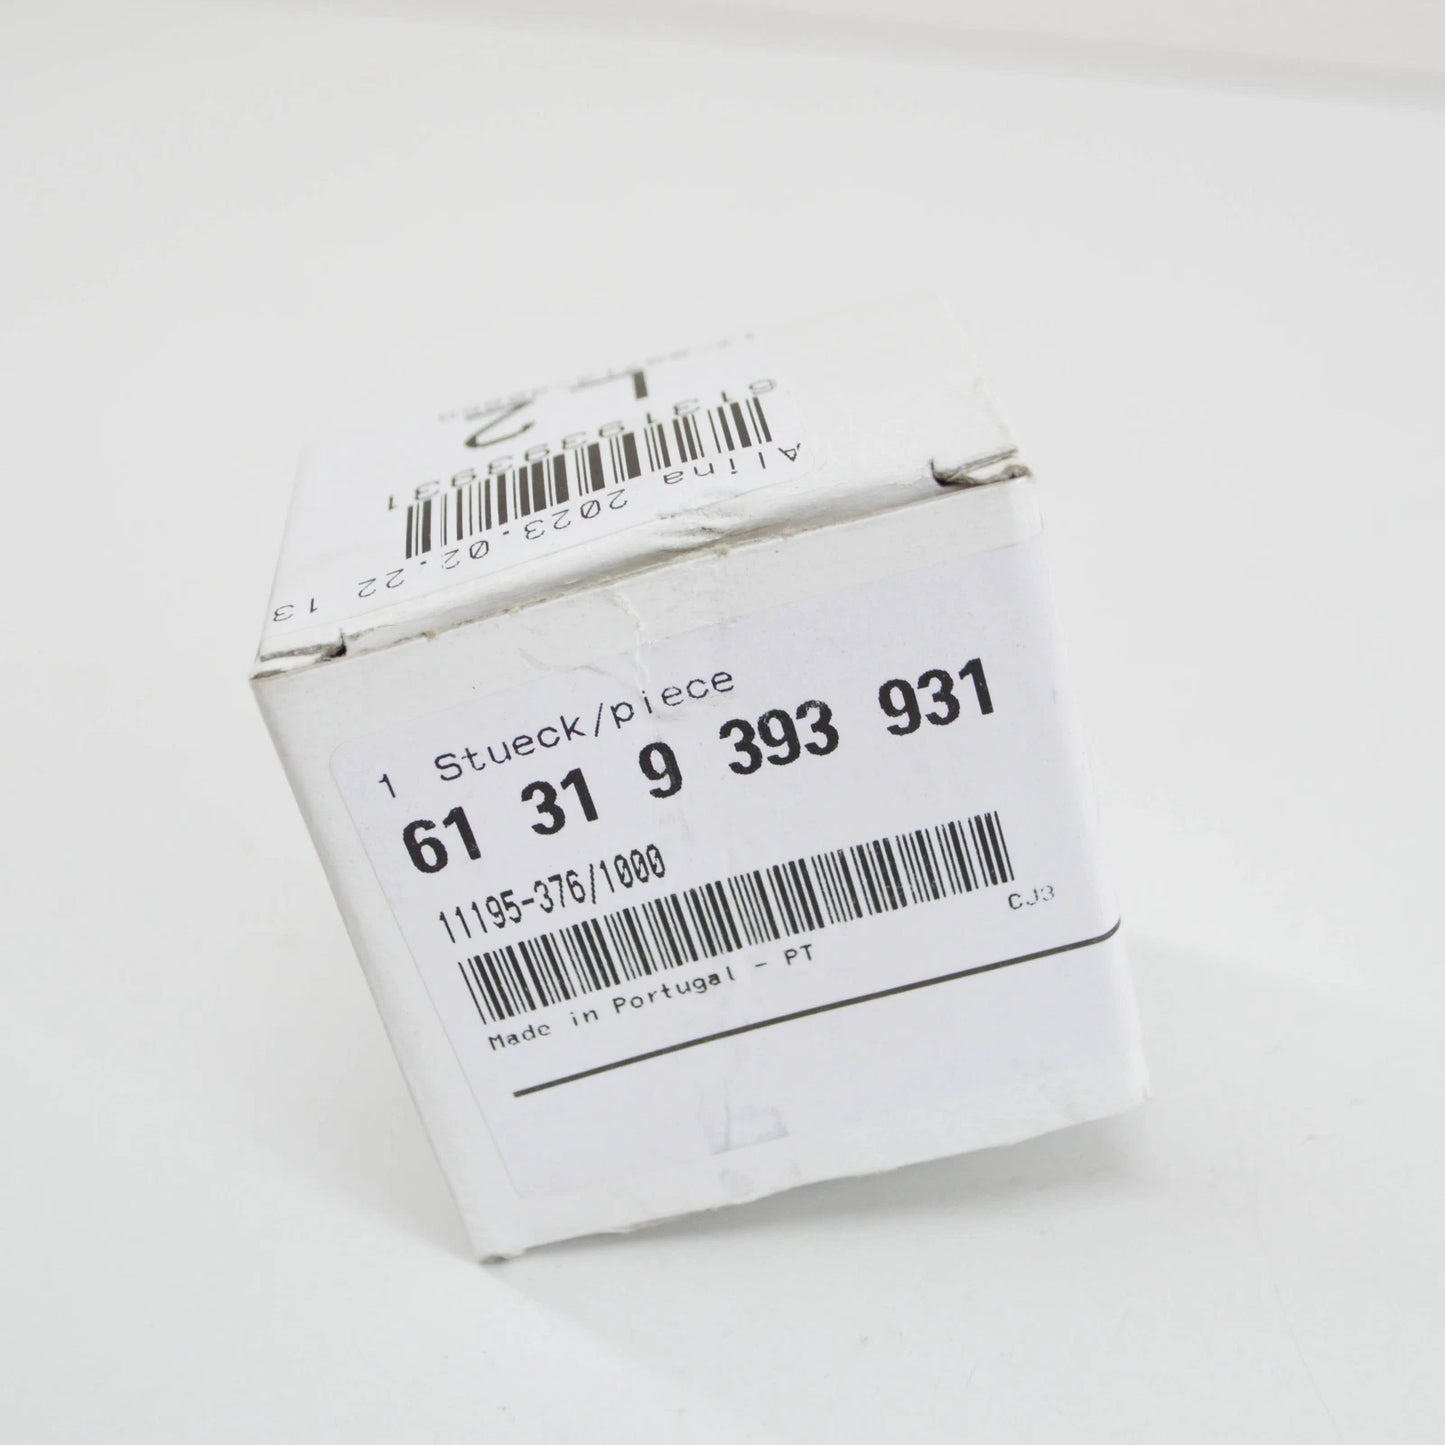 1 Stueck/piece
61 31 9 393 931
11195-376/1000
CJ3
Made in Portugal - PT
Alina 2023.02.22 13
61319393931
L 2